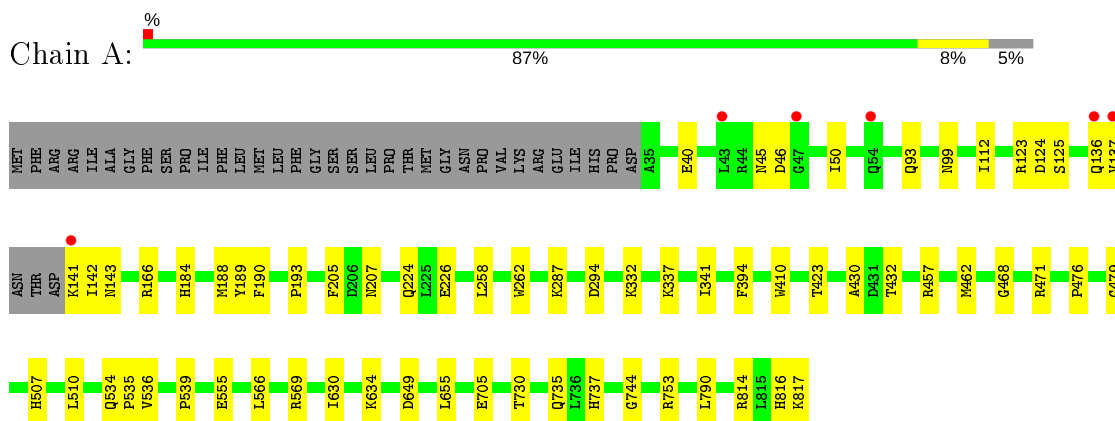 %
Chain A:
87% 8% 5%
MET PHE ARG ARG ILE ALA GLY PHE SER PRO ILE PHE LEU MET LEU PHE GLY SER SER LEU PRO THR MET GLY ASN PRO VAL LYS ARG GLU ILE HIS PRO ASP A35 E40 L43 R44 N45 D46 G47 I50 Q54 Q93 N99 I112 R123 D124 S125 Q136 V137
ASN THR ASP K141 I142 N143 R166 H184 M188 Y189 F190 P193 F205 D206 N207 Q224 L225 E226 L258 W262 K287 D294 K332 K337 I341 F394 W410 T423 A430 D431 T432 R457 M462 G468 R471 P476
H507 L510 Q534 P535 V536 P539 E555 L566 R569 I630 K634 D649 L655 E705 T730 Q735 L736 H737 G744 R753 L790 R814 L815 H816 K817